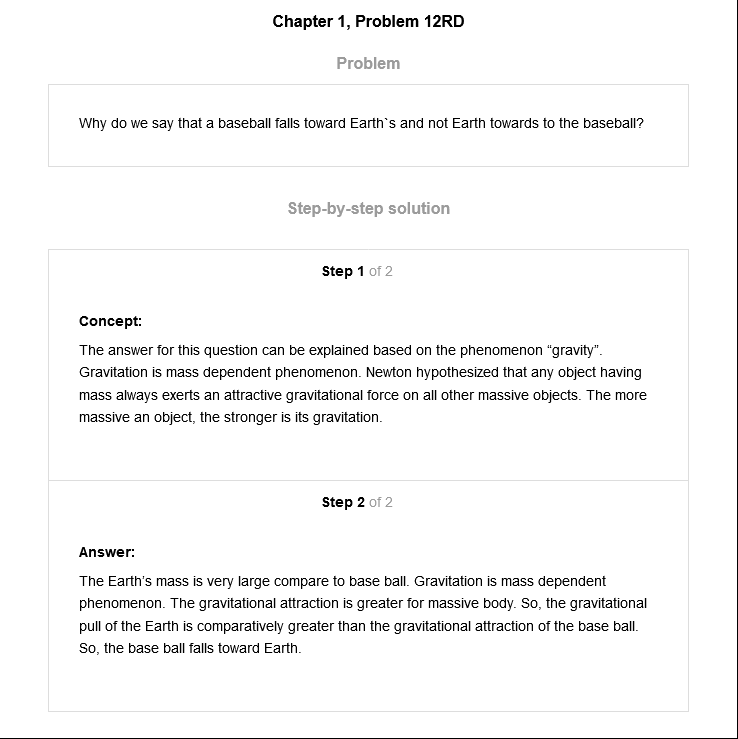 Chapter 1, Problem 12RD
Problem
Why do we say that a baseball falls toward Earth`s and not Earth towards to the baseball?
Step-by-step solution
Step 1 of 2
Concept:
The answer for this question can be explained based on the phenomenon “gravity”.
Gravitation is mass dependent phenomenon. Newton hypothesized that any object having
mass always exerts an attractive gravitational force on all other massive objects. The more
massive an object, the stronger is its gravitation.
Step 2 of 2
Answer:
The Earth’s mass is very large compare to base ball. Gravitation is mass dependent
phenomenon. The gravitational attraction is greater for massive body. So, the gravitational
pull of the Earth is comparatively greater than the gravitational attraction of the base ball.
So, the base ball falls toward Earth.